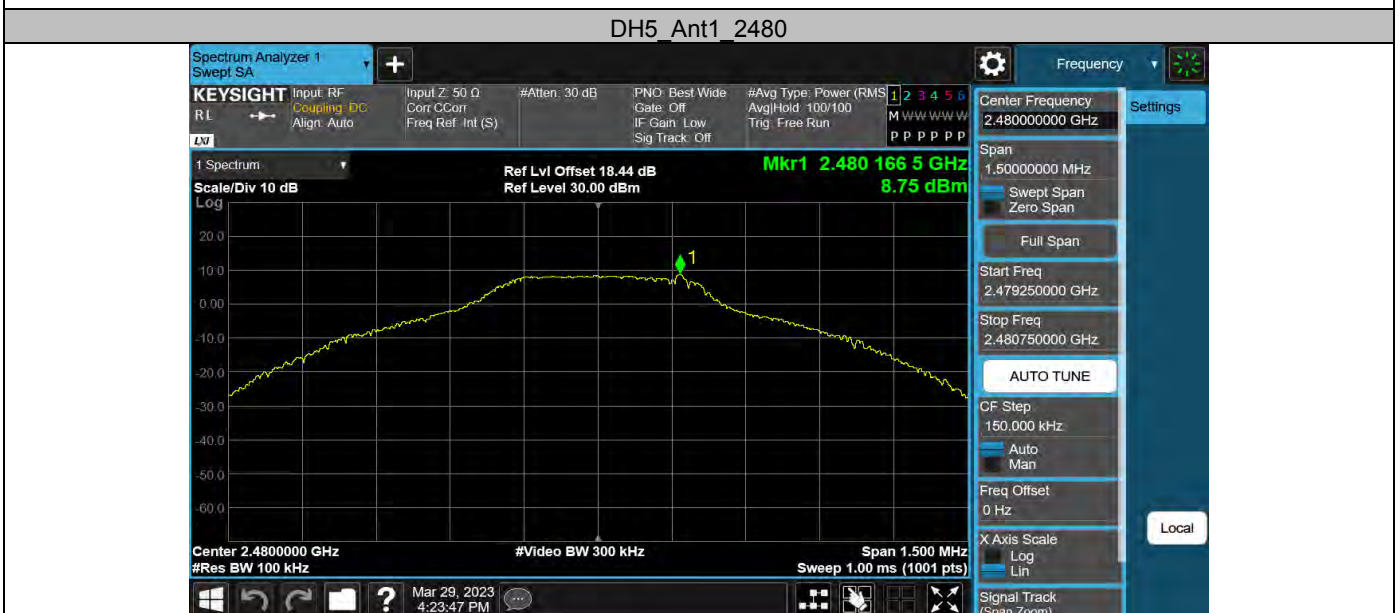 DH5_Ant1_2480
Spectrum Analyzer 1
Swept SA
Frequency
KEYSIGHT
RL
LXI
Input: RF
Coupling: DC
Align: Auto
Input Z: 50 Ω
Corr CCorr
Freq Ref: Int (S)
#Atten: 30 dB
PNO: Best Wide
Gate: Off
IF Gain: Low
Sig Track: Off
#Avg Type: Power (RMS
Avg|Hold: 100/100
Trig: Free Run
1 2 3 4 5 6
M W W W W W
P P P P P P
Center Frequency
2.480000000 GHz
Settings
1 Spectrum
Scale/Div 10 dB
Ref Lvl Offset 18.44 dB
Ref Level 30.00 dBm
Mkr1 2.480 166 5 GHz
8.75 dBm
Span
1.50000000 MHz
Swept Span
Zero Span
Full Span
Start Freq
2.479250000 GHz
Stop Freq
2.480750000 GHz
AUTO TUNE
CF Step
150.000 kHz
Auto
Man
Freq Offset
0 Hz
X Axis Scale
Log
Lin
Signal Track
(Span Zoom)
Local
Log
20.0
10.0
0.00
-10.0
-20.0
-30.0
-40.0
-50.0
-60.0
1
Center 2.4800000 GHz
#Video BW 300 kHz
Span 1.500 MHz
#Res BW 100 kHz
Sweep 1.00 ms (1001 pts)
?
Mar 29, 2023
4:23:47 PM